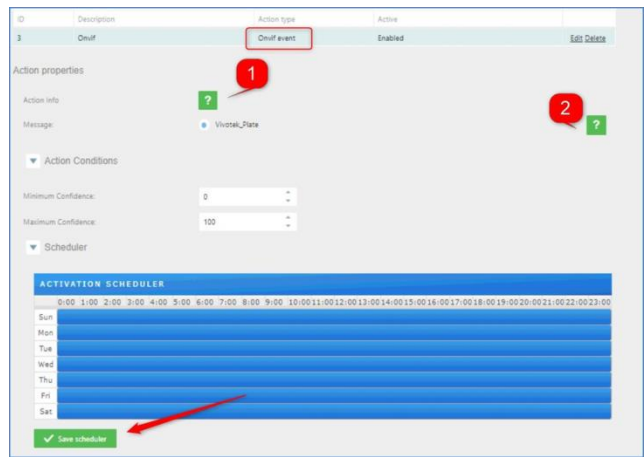 ID Description Action type Active
3 Onvif Onvif event Enabled Edit Delete
Action properties
1
Action info ?
2
Message: Vivotek_Plate ?
Action Conditions
Minimum Confidence: 0
Maximum Confidence: 100
Scheduler
ACTIVATION SCHEDULER
0:00 1:00 2:00 3:00 4:00 5:00 6:00 7:00 8:00 9:00 10:00 11:00 12:00 13:00 14:00 15:00 16:00 17:00 18:00 19:00 20:00 21:00 22:00 23:00
Sun
Mon
Tue
Wed
Thu
Fri
Sat
Save scheduler